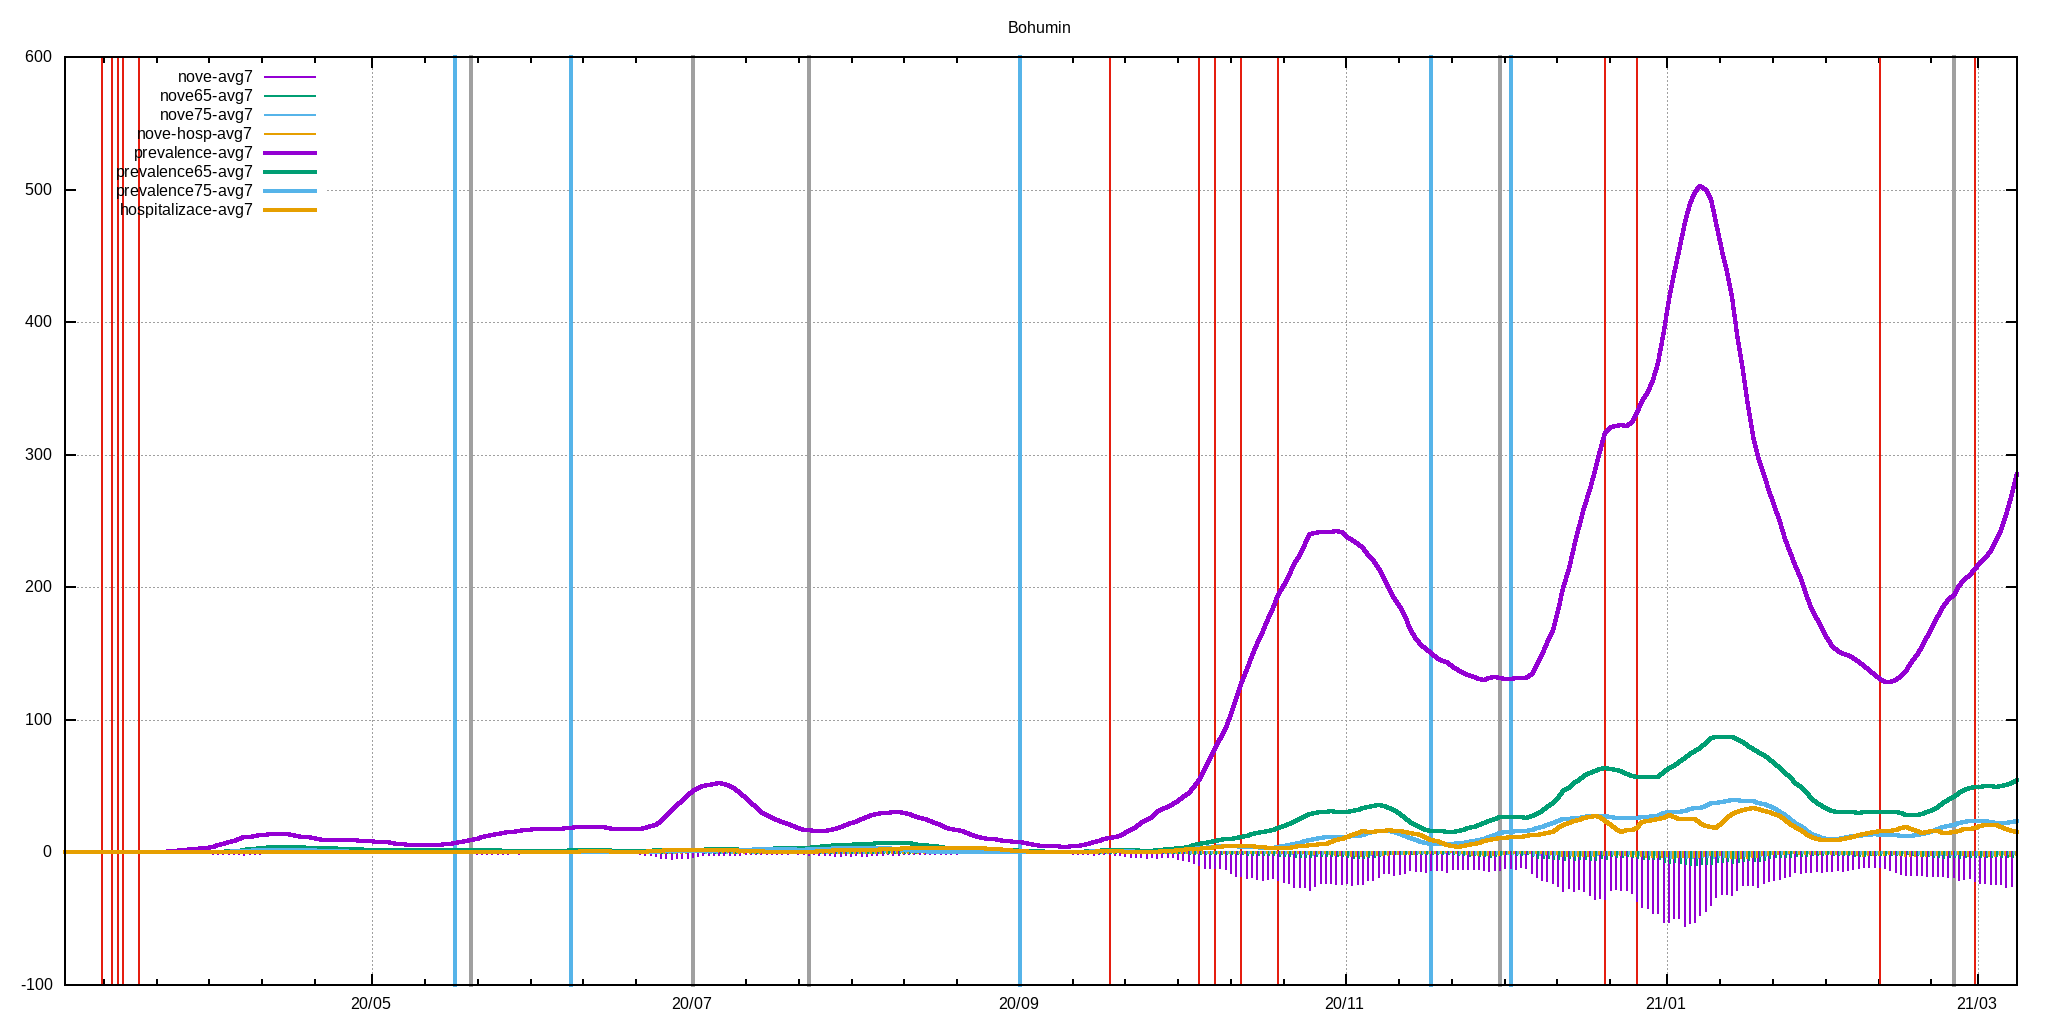 Bohumin
600
500
400
300
200
100
0
-100
nove-avg7
nove65-avg7
nove75-avg7
nove-hosp-avg7
prevalence-avg7
prevalence65-avg7
prevalence75-avg7
hospitalizace-avg7
20/05 20/07 20/09 20/11 21/01 21/03